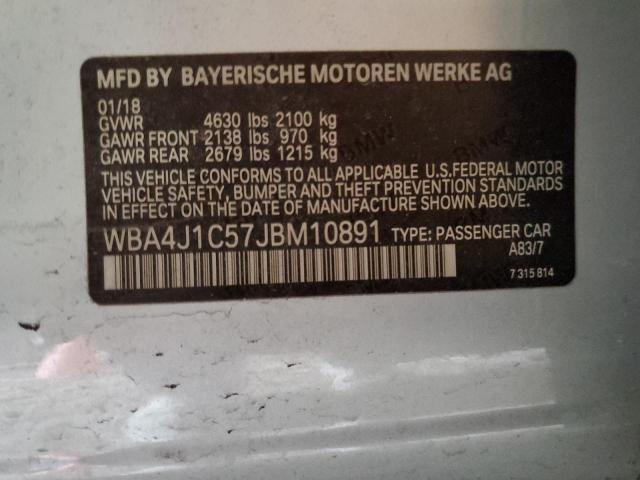 MFD BY BAYERISCHE MOTOREN WERKE AG
01/18
GVWR 4630 lbs 2100 kg
GAWR FRONT 2138 lbs 970 kg
GAWR REAR 2679 lbs 1215 kg
THIS VEHICLE CONFORMS TO ALL APPLICABLE U.S.FEDERAL MOTOR
VEHICLE SAFETY, BUMPER AND THEFT PREVENTION STANDARDS
IN EFFECT ON THE DATE OF MANUFACTURE SHOWN ABOVE.
WBA4J1C57JBM10891 TYPE: PASSENGER CAR
A83/7
7 315 814